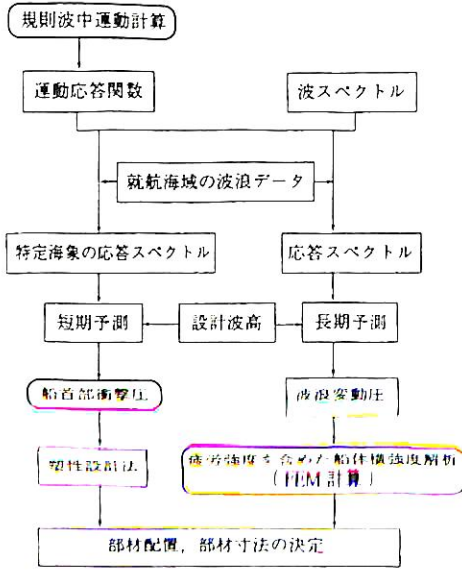 規則波中運動計算
運動応答関数
波スペクトル
就航海域の波浪データ
特定海象の応答スペクトル
応答スペクトル
短期予測
設計波高
長期予測
船首部衝撃圧
波浪変動圧
塑性設計法
疲労強度を含めた船体横強度解析
(FEM計算)
部材配置, 部材寸法の決定